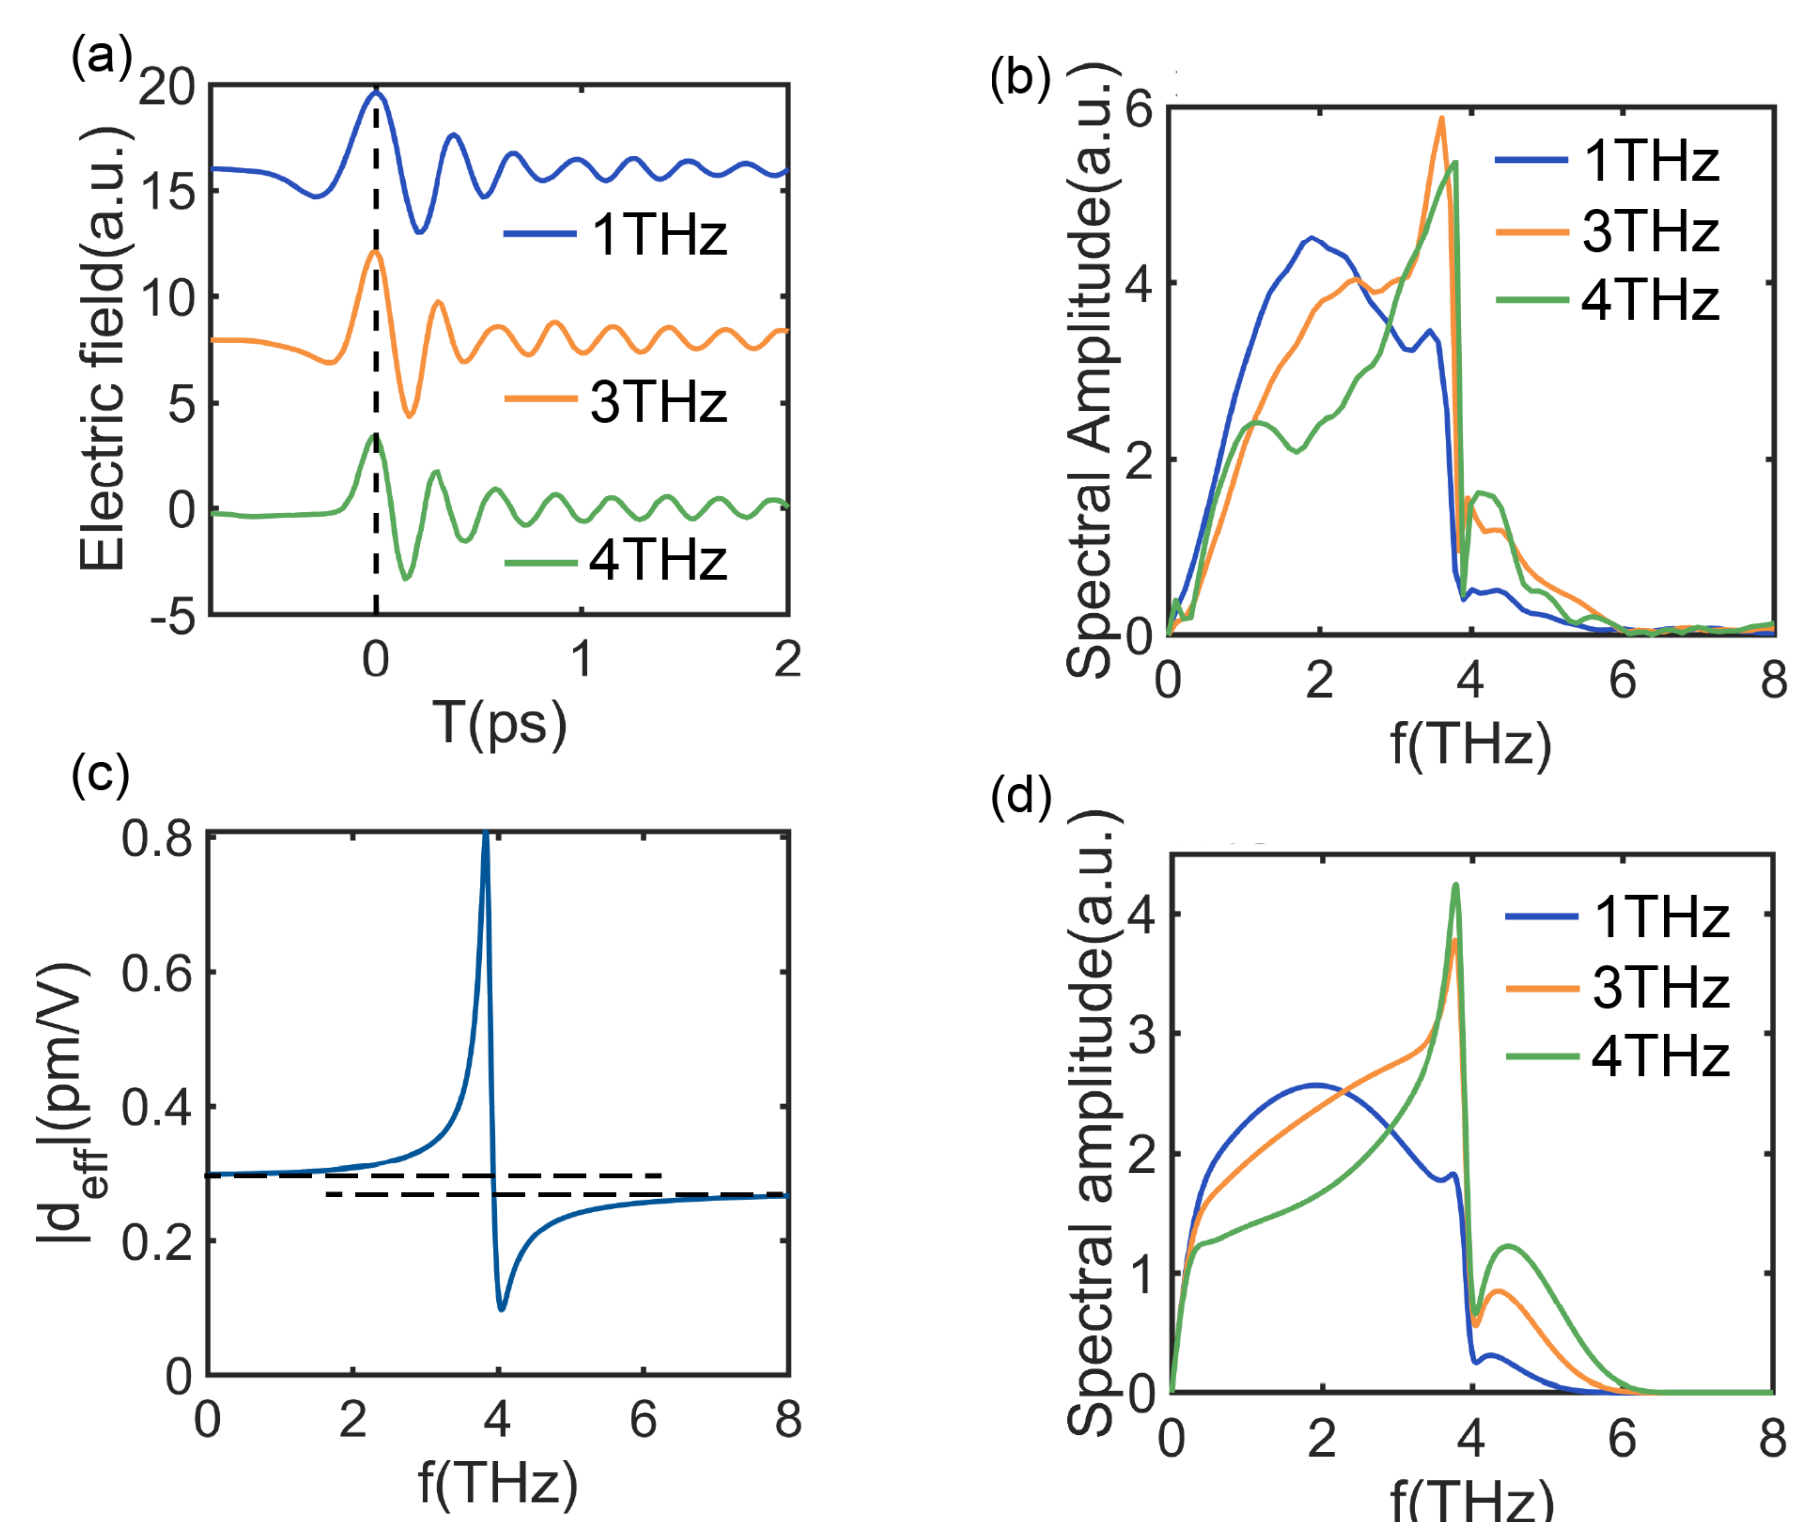 (a)
Electric field(a.u.)
20
15
10
5
0
-5
1THz
3THz
4THz
0
1
2
T(ps)
(b)
Spectral Amplitude(a.u.)
6
4
2
0
1THz
3THz
4THz
0
2
4
6
8
f(THz)
(c)
|deff|(pm/V)
0.8
0.6
0.4
0.2
0
0
2
4
6
8
f(THz)
(d)
Spectral amplitude(a.u.)
4
3
2
1
0
1THz
3THz
4THz
0
2
4
6
8
f(THz)